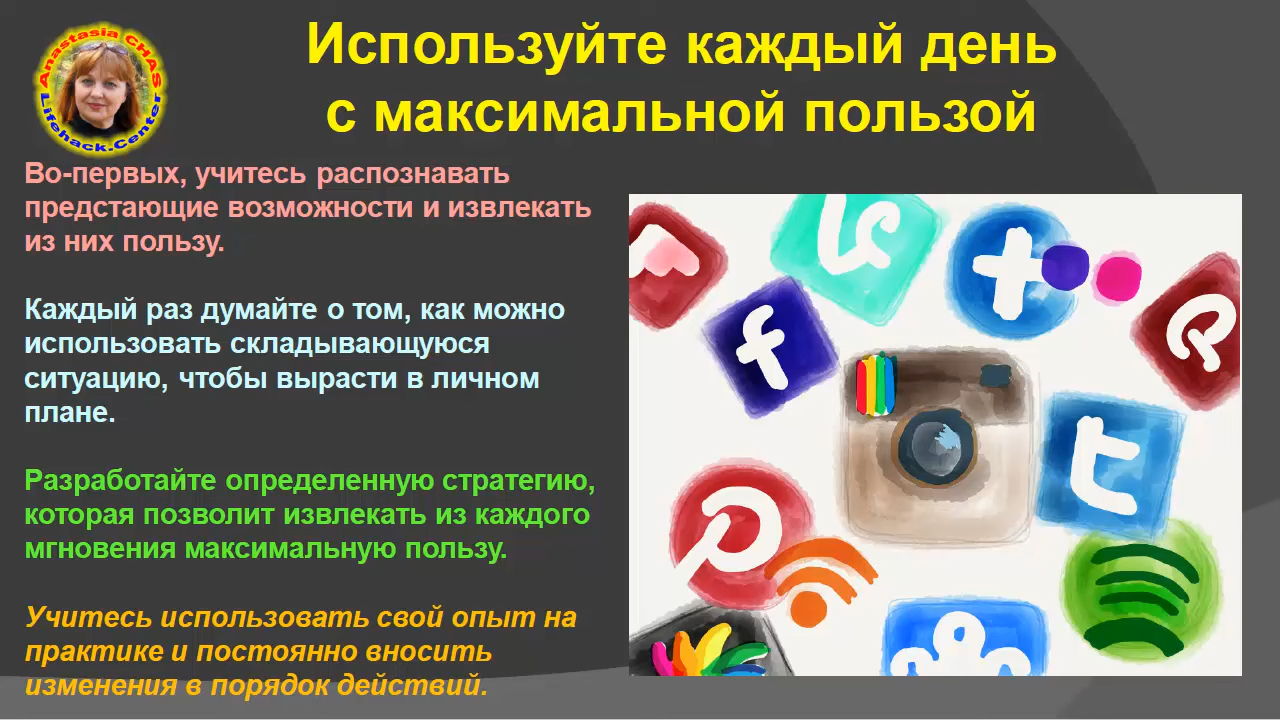 Anastasia CHAS
Lifehack.Center
Используйте каждый день
с максимальной пользой
Во-первых, учитесь распознавать
предстающие возможности и извлекать
из них пользу.
Каждый раз думайте о том, как можно
использовать складывающуюся
ситуацию, чтобы вырасти в личном
плане.
Разработайте определенную стратегию,
которая позволит извлекать из каждого
мгновения максимальную пользу.
Учитесь использовать свой опыт на
практике и постоянно вносить
изменения в порядок действий.